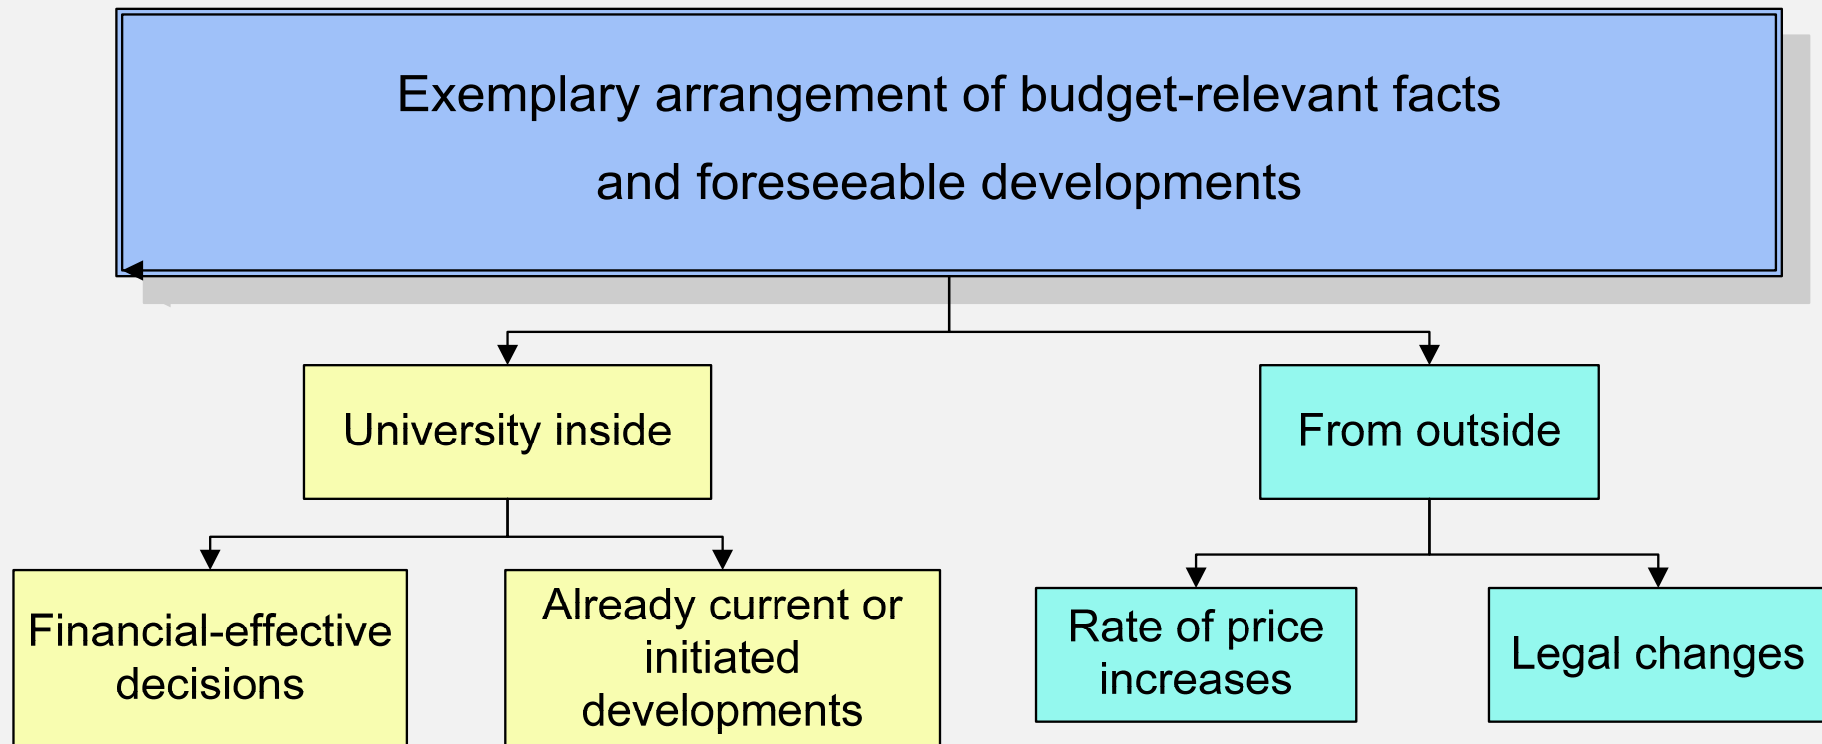 Exemplary arrangement of budget-relevant facts
and foreseeable developments
University inside
From outside
Financial-effective
decisions
Already current or
initiated
developments
Rate of price
increases
Legal changes